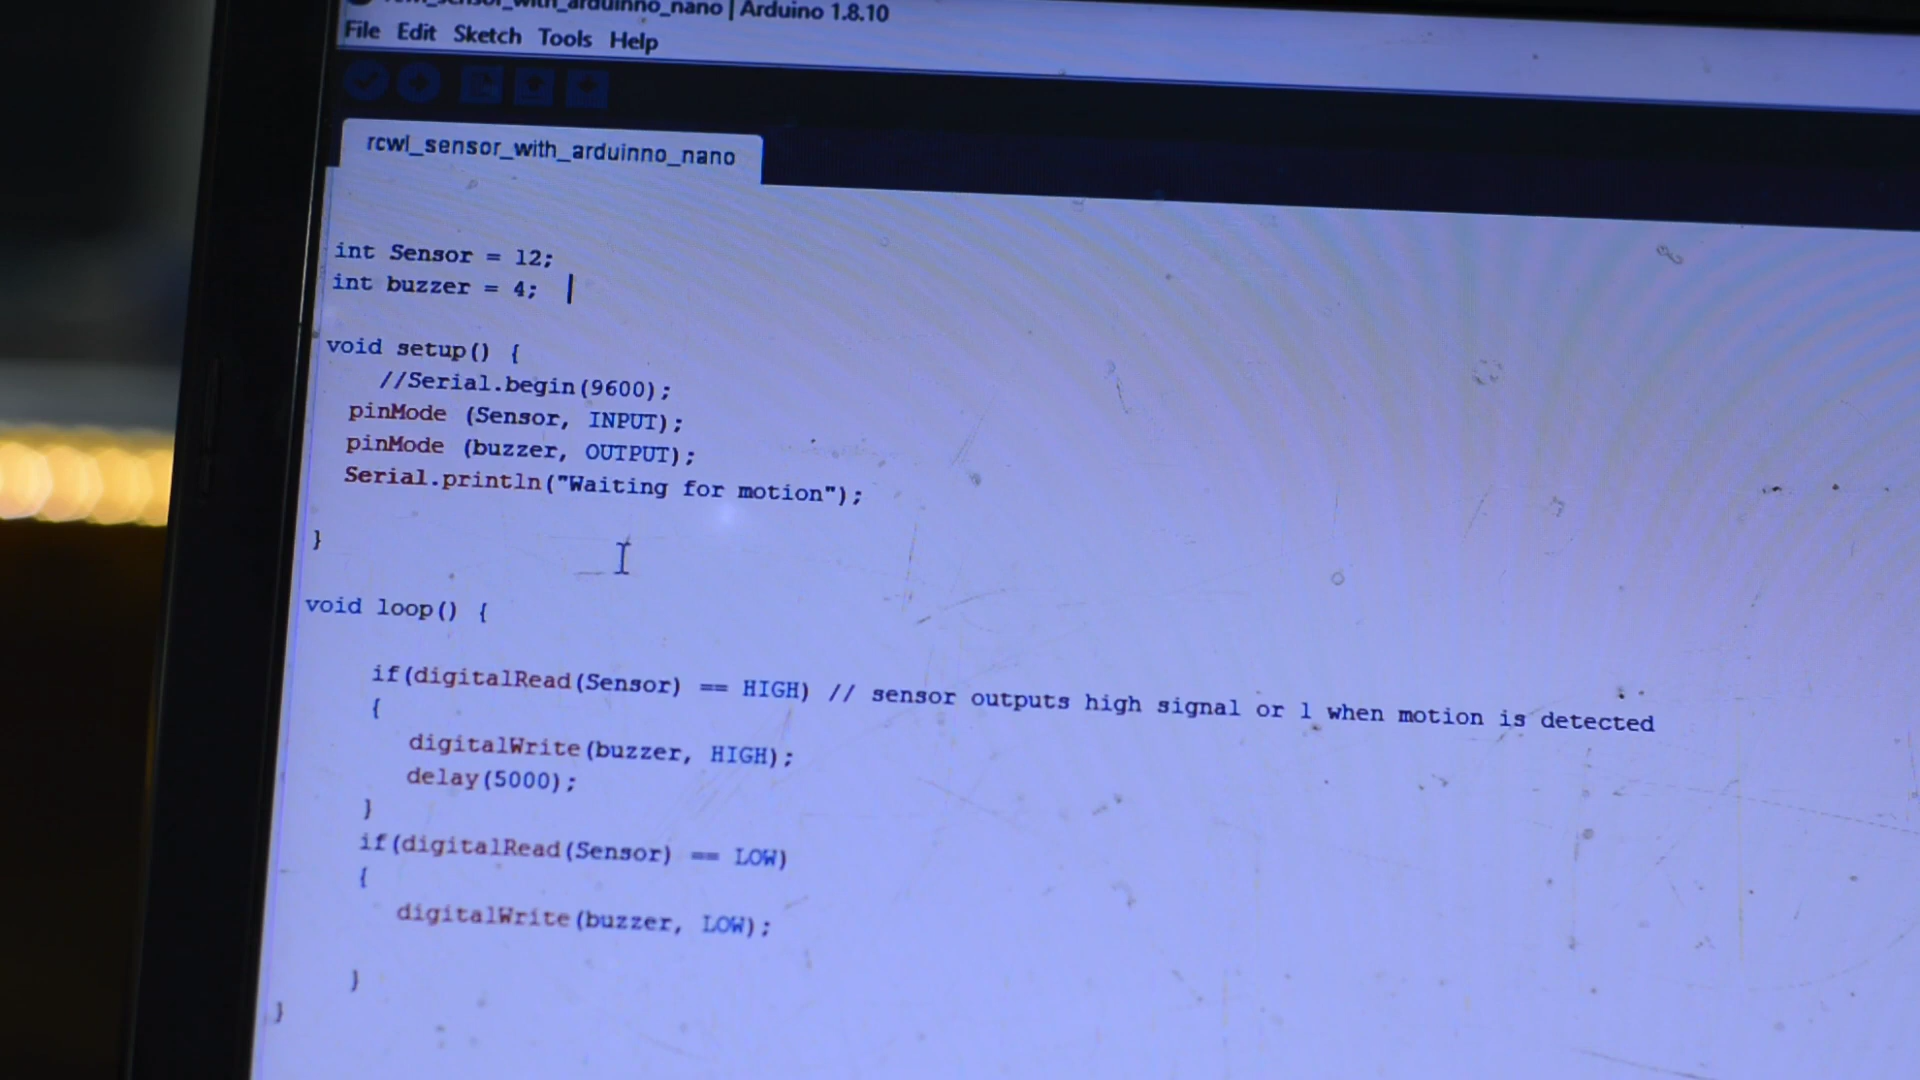 rcwl_sensor_with_arduinno_nano | Arduino 1.8.10
File Edit Sketch Tools Help
rcwl_sensor_with_arduinno_nano
int Sensor = 12;
int buzzer = 4;
void setup() {
//Serial.begin(9600);
pinMode (Sensor, INPUT);
pinMode (buzzer, OUTPUT);
Serial.println("Waiting for motion");
}
void loop() {
if(digitalRead(Sensor) == HIGH) // sensor outputs high signal or 1 when motion is detected
{
digitalWrite(buzzer, HIGH);
delay(5000);
}
if(digitalRead(Sensor) == LOW)
{
digitalWrite(buzzer, LOW);
}
}